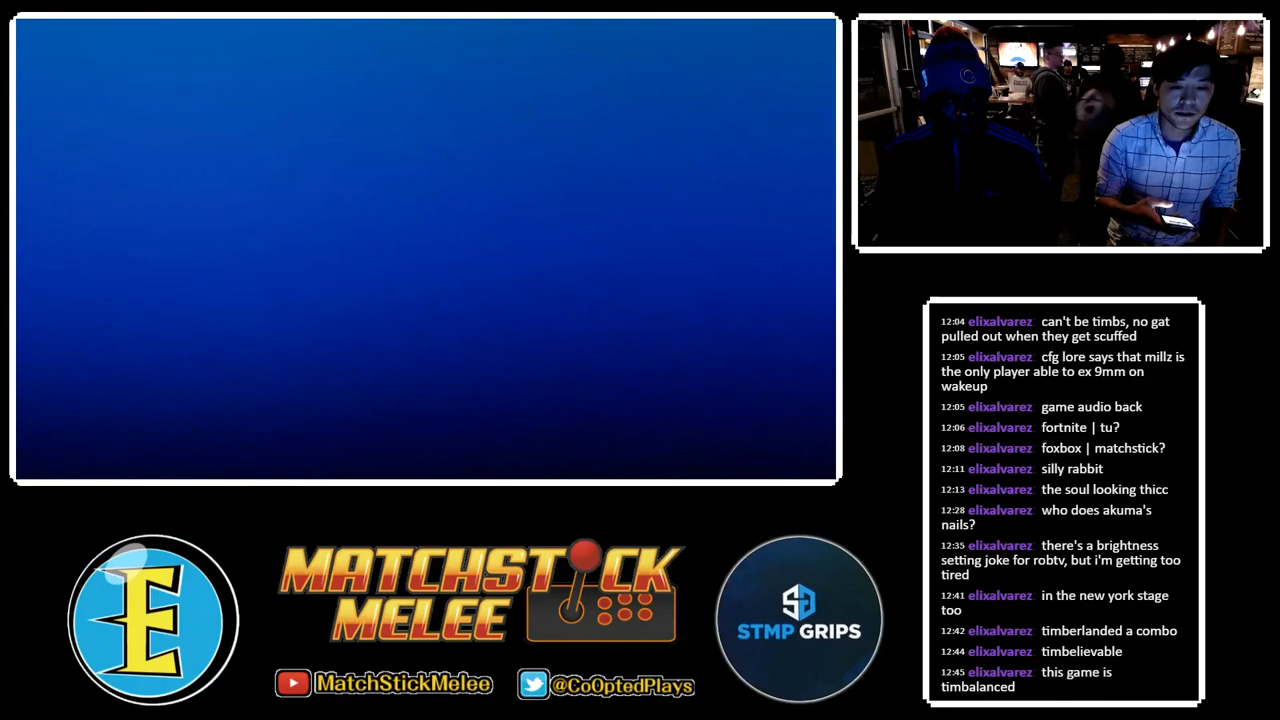 12:04 elixalvarez can't be timbs, no gat
pulled out when they get scuffed
12:05 elixalvarez cfg lore says that millz is
the only player able to ex 9mm on
wakeup
12:05 elixalvarez game audio back
12:06 elixalvarez fortnite | tu?
12:08 elixalvarez foxbox | matchstick?
12:11 elixalvarez silly rabbit
12:13 elixalvarez the soul looking thicc
12:28 elixalvarez who does akuma's
nails?
12:35 elixalvarez there's a brightness
setting joke for robtv, but i'm getting too
tired
12:41 elixalvarez in the new york stage
too
12:42 elixalvarez timberlanded a combo
12:44 elixalvarez timbelievable
12:45 elixalvarez this game is
timbalanced
E
MATCHSTICK
MELEE
MatchStickMelee
@CoOptedPlays
SG
STMP GRIPS